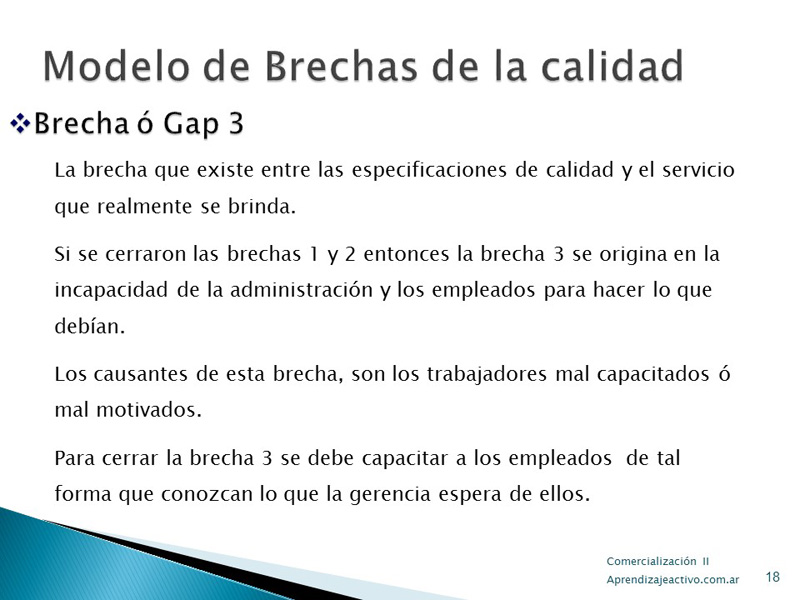 Modelo de Brechas de la calidad
❖Brecha ó Gap 3
La brecha que existe entre las especificaciones de calidad y el servicio
que realmente se brinda.
Si se cerraron las brechas 1 y 2 entonces la brecha 3 se origina en la
incapacidad de la administración y los empleados para hacer lo que
debían.
Los causantes de esta brecha, son los trabajadores mal capacitados ó
mal motivados.
Para cerrar la brecha 3 se debe capacitar a los empleados  de tal
forma que conozcan lo que la gerencia espera de ellos.
Comercialización II
Aprendizajeactivo.com.ar
18